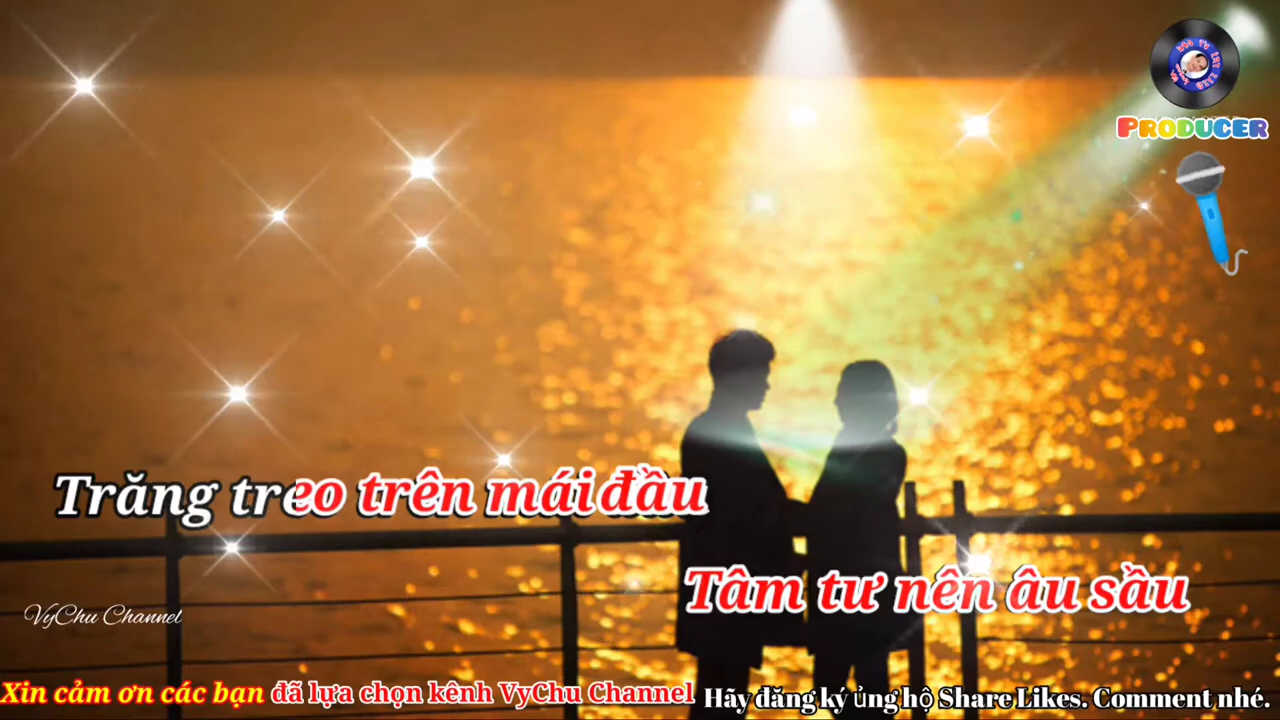 PRODUCER
Trăng treo trên mái đầu
Tâm tư nên âu sầu
VyChu Channel
Xin cảm ơn các bạn đã lựa chọn kênh VyChu Channel Hãy đăng ký ủng hộ Share Likes. Comment nhé.